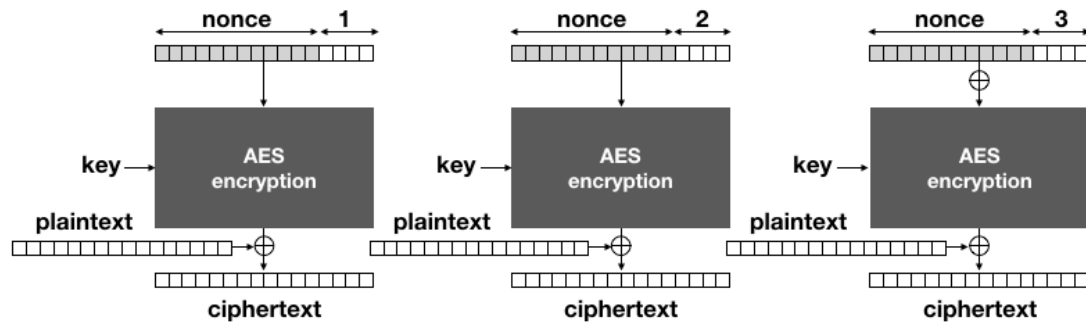 nonce 1 nonce 2 nonce 3
key AES encryption key AES encryption key AES encryption
plaintext plaintext plaintext
ciphertext ciphertext ciphertext